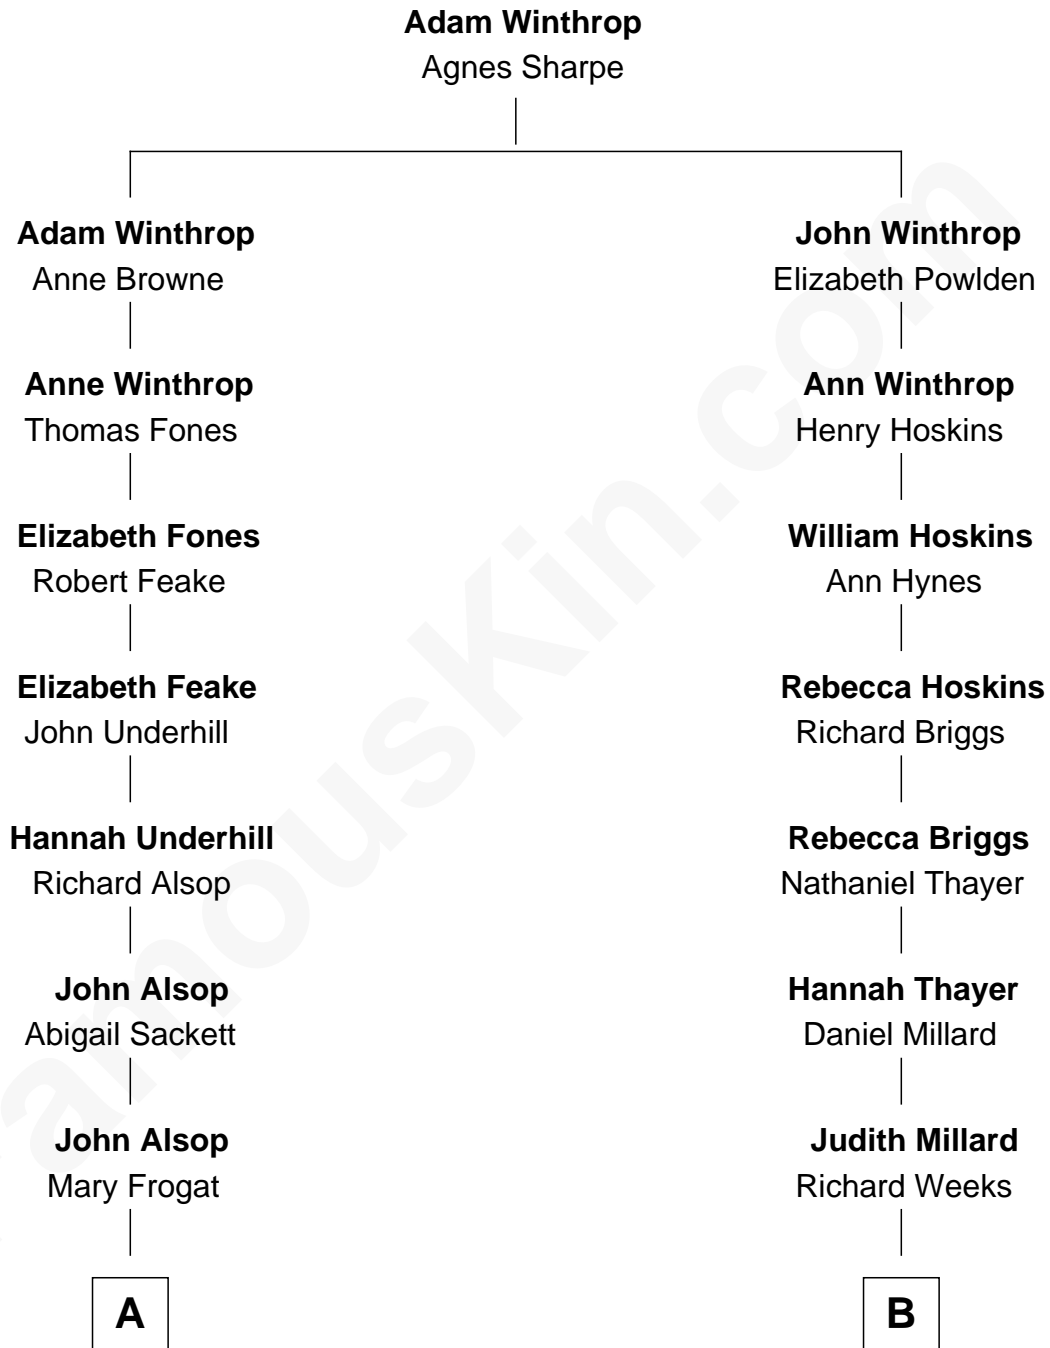 Adam Winthrop
Agnes Sharpe
Adam Winthrop
Anne Browne
Anne Winthrop
Thomas Fones
Elizabeth Fones
Robert Feake
Elizabeth Feake
John Underhill
Hannah Underhill
Richard Alsop
John Alsop
Abigail Sackett
John Alsop
Mary Frogat
A
John Winthrop
Elizabeth Powlden
Ann Winthrop
Henry Hoskins
William Hoskins
Ann Hynes
Rebecca Hoskins
Richard Briggs
Rebecca Briggs
Nathaniel Thayer
Hannah Thayer
Daniel Millard
Judith Millard
Richard Weeks
B
amousKin.com